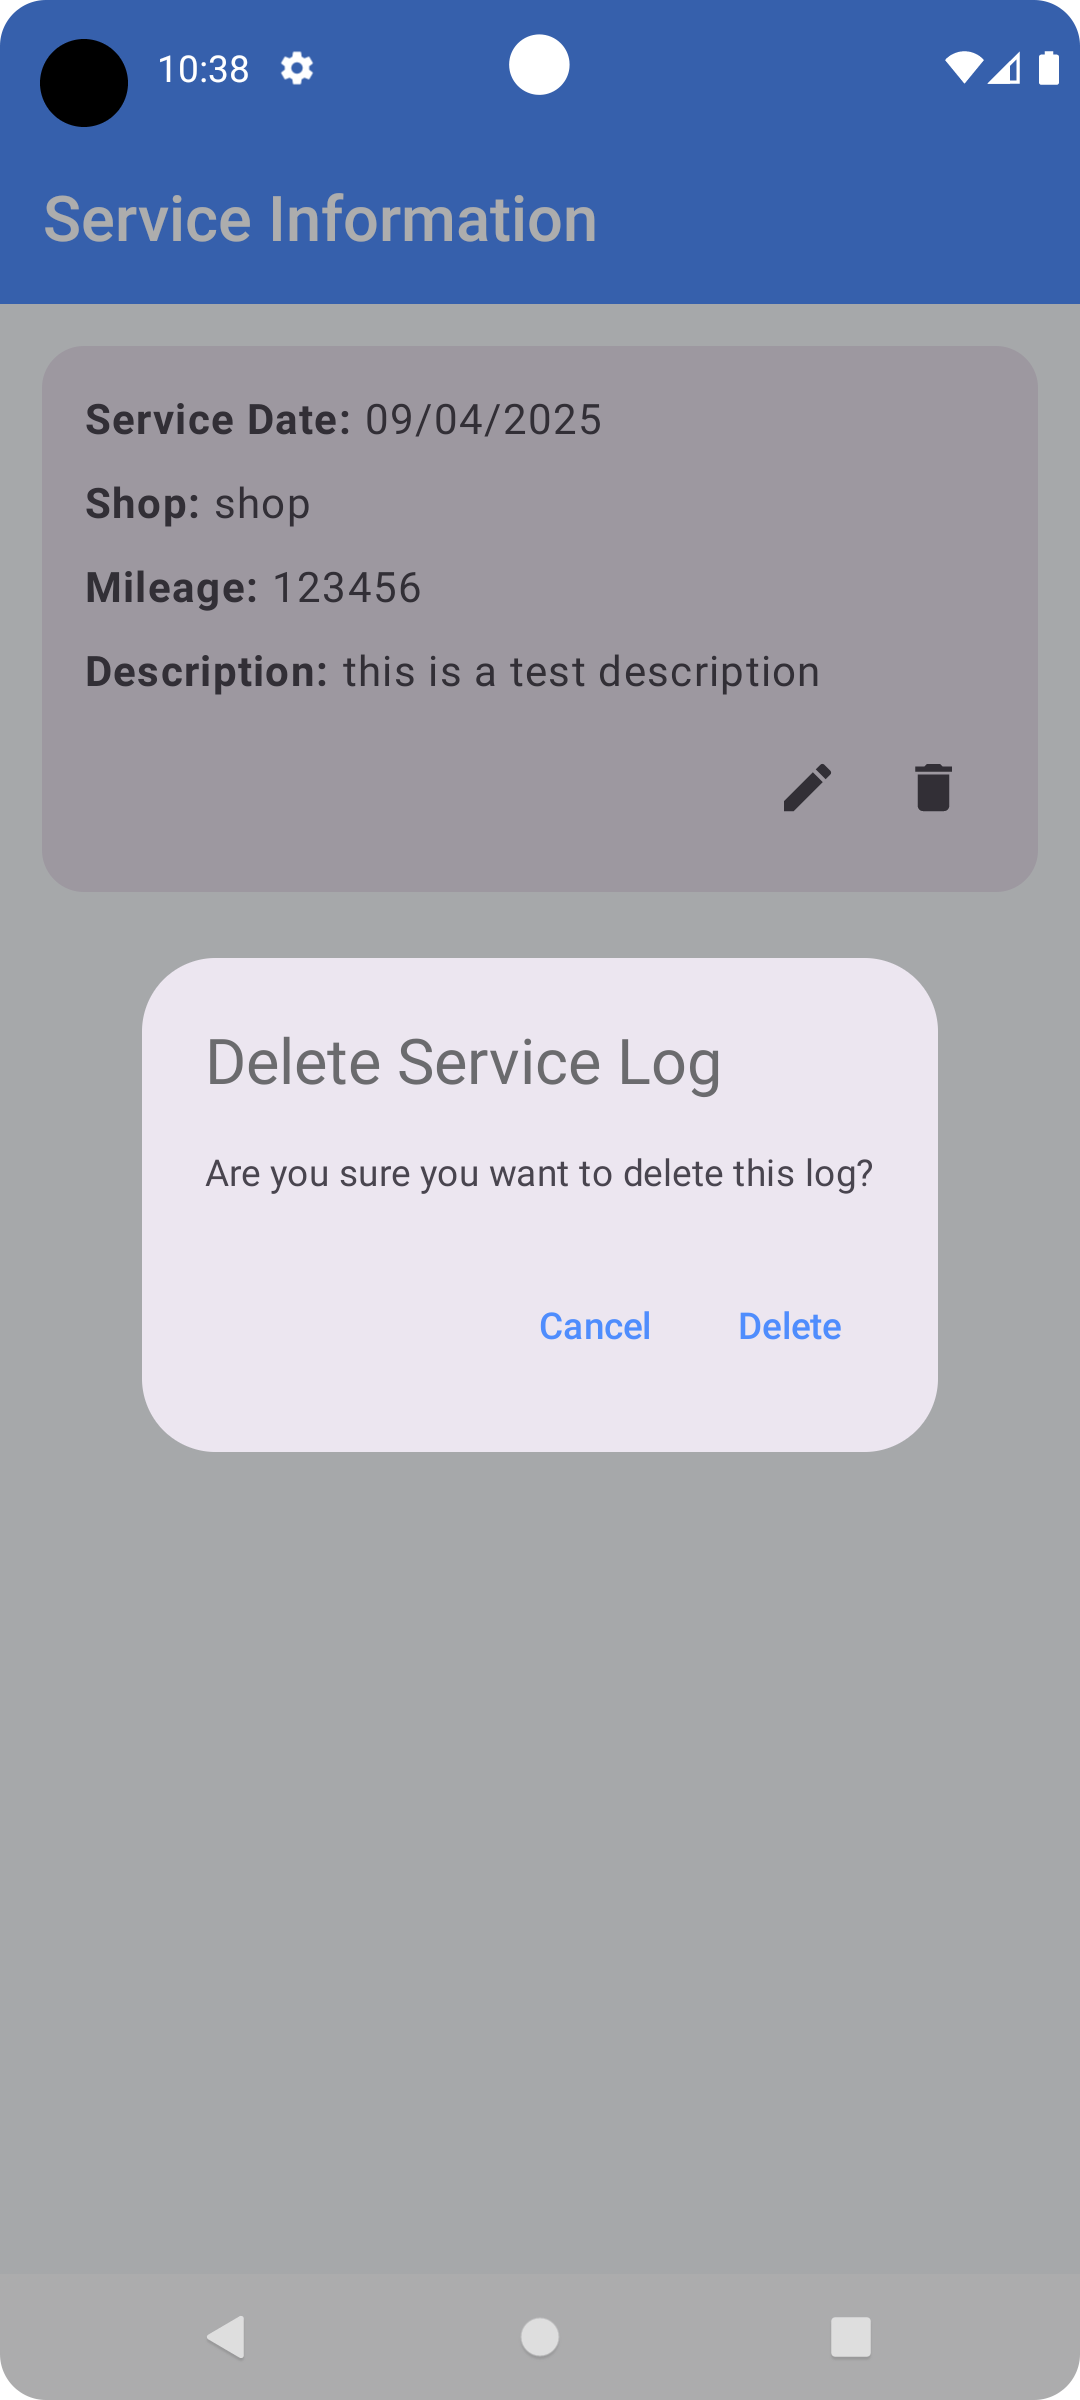 10:38
Service Information
Service Date: 09/04/2025
Shop: shop
Mileage: 123456
Description: this is a test description
Delete Service Log
Are you sure you want to delete this log?
Cancel Delete